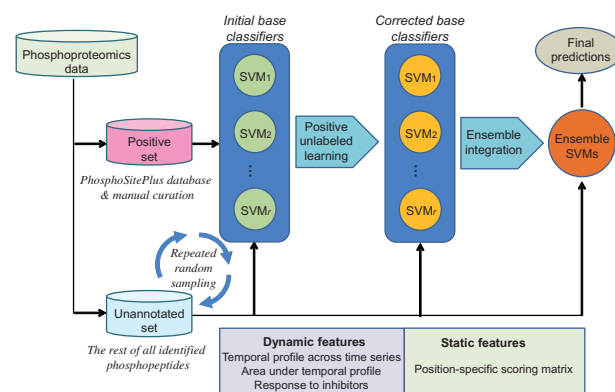 Initial base
classifiers
Corrected base
classifiers
Phosphoproteomics
data
Final
predictions
SVM1
SVM2
...
SVMr
Positive
unlabeled
learning
SVM1
SVM2
...
SVMr
Ensemble
integration
Ensemble
SVMs
Positive
set
PhosphoSitePlus database
& manual curation
Repeated
random
sampling
Unannotated
set
The rest of all identified
phosphopeptides
Dynamic features
Temporal profile across time series
Area under temporal profile
Response to inhibitors
Static features
Position-specific scoring matrix